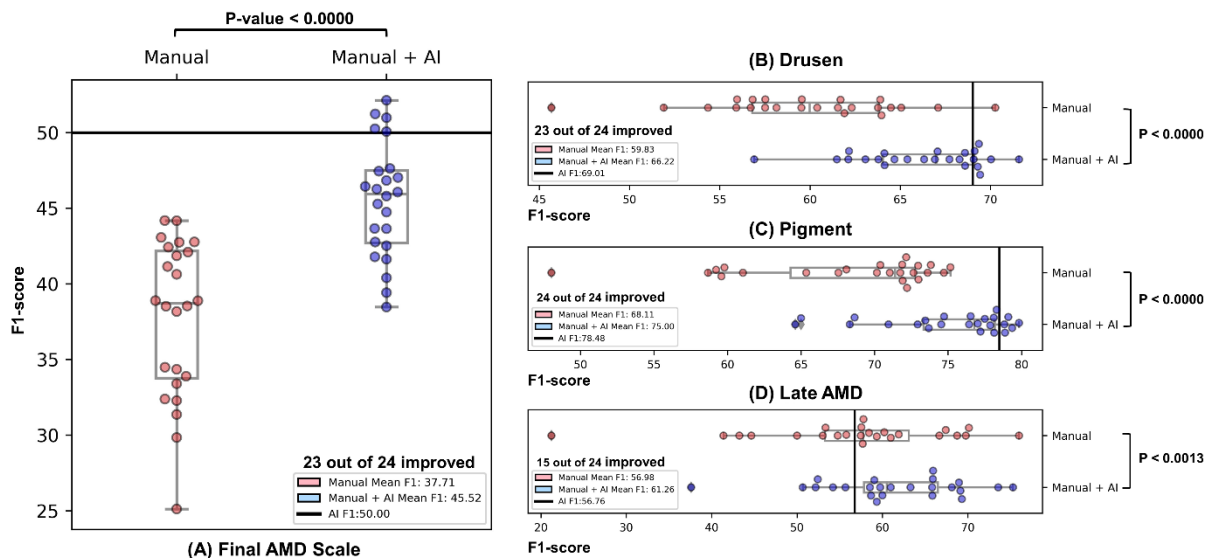 P-value < 0.0000
Manual
Manual + AI
F1-score
50
45
40
35
30
25
23 out of 24 improved
Manual Mean F1: 37.71
Manual + AI Mean F1: 45.52
AI F1:50.00
(A) Final AMD Scale
(B) Drusen
23 out of 24 improved
Manual Mean F1: 59.83
Manual + AI Mean F1: 66.22
AI F1:69.01
Manual
Manual + AI
P < 0.0000
45 50 55 60 65 70
F1-score
(C) Pigment
24 out of 24 improved
Manual Mean F1: 68.11
Manual + AI Mean F1: 75.00
AI F1:78.48
Manual
Manual + AI
P < 0.0000
50 55 60 65 70 75 80
F1-score
(D) Late AMD
15 out of 24 improved
Manual Mean F1: 56.98
Manual + AI Mean F1: 61.26
AI F1:56.76
Manual
Manual + AI
P < 0.0013
20 30 40 50 60 70
F1-score